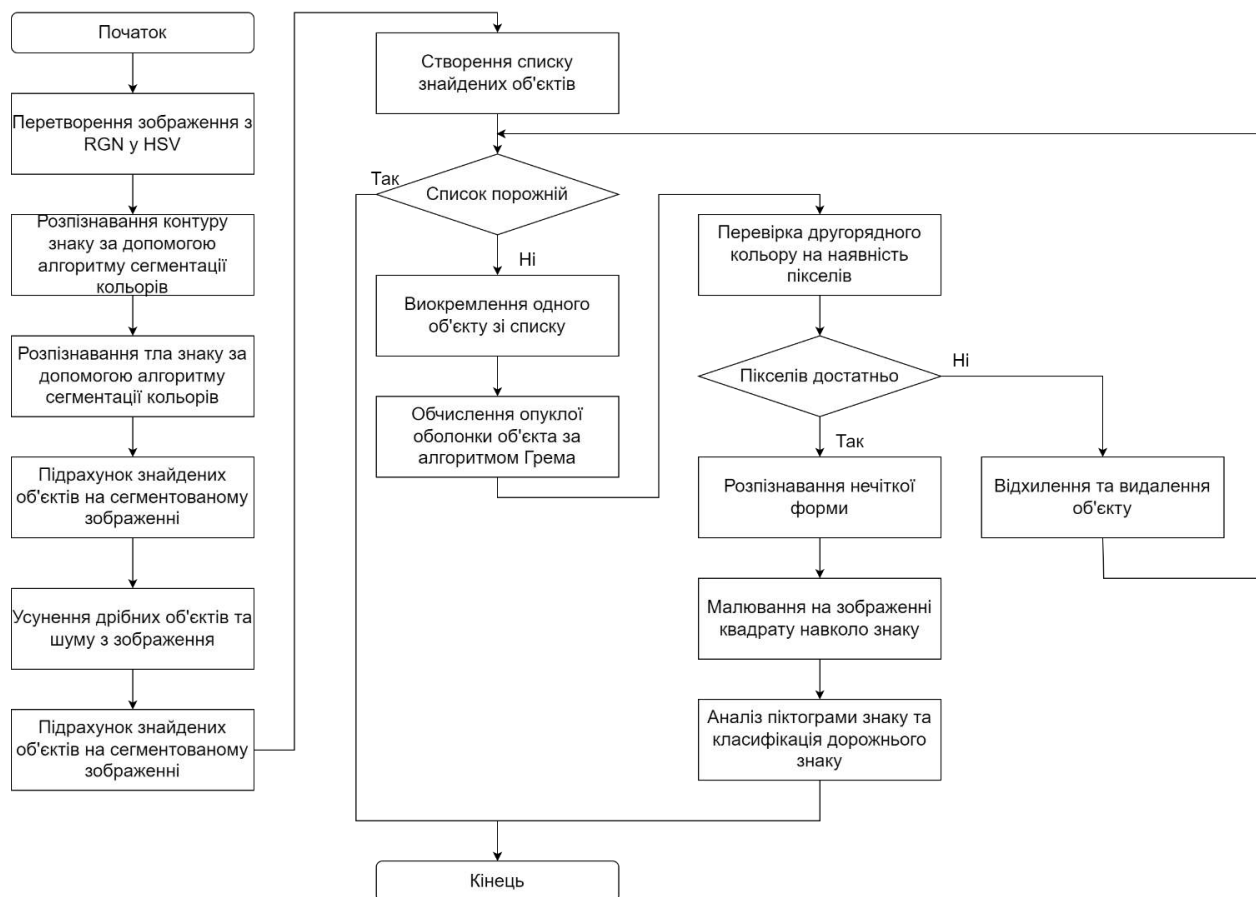 Початок
Перетворення зображення з
RGN у HSV
Розпізнавання контуру
знаку за допомогою
алгоритму сегментації
кольорів
Розпізнавання тла знаку за
допомогою алгоритму
сегментації кольорів
Підрахунок знайдених
об'єктів на сегментованому
зображенні
Усунення дрібних об'єктів та
шуму з зображення
Підрахунок знайдених
об'єктів на сегментованому
зображенні
Створення списку
знайдених об'єктів
Так
Список порожній
Ні
Виокремлення одного
об'єкту зі списку
Обчислення опуклої
оболонки об'єкта за
алгоритмом Грема
Перевірка другорядного
кольору на наявність
пікселів
Пікселів достатньо
Ні
Так
Розпізнавання нечіткої
форми
Відхилення та видалення
об'єкту
Малювання на зображенні
квадрату навколо знаку
Аналіз піктограми знаку та
класифікація дорожнього
знаку
Кінець